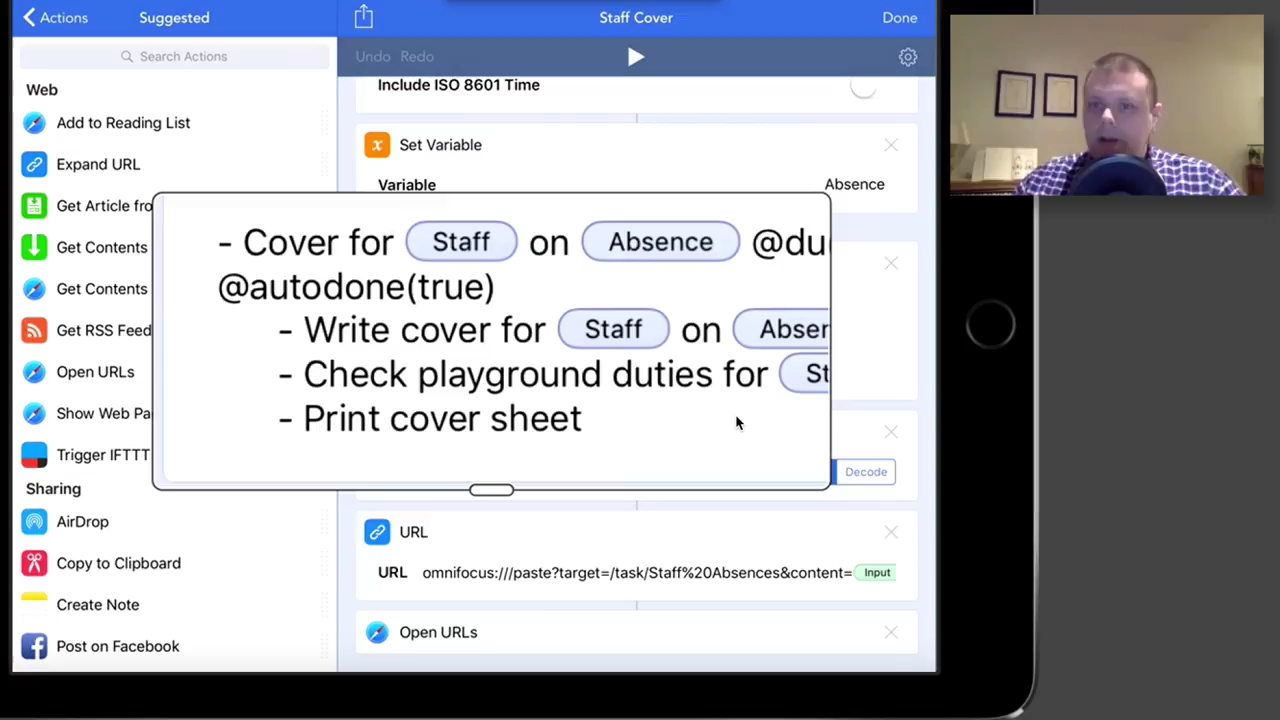 Actions
Suggested
Search Actions
Web
Add to Reading List
Expand URL
Get Article fro
Get Contents
Get Contents
Get RSS Feed
Open URLs
Show Web Pa
Trigger IFTTT
Sharing
AirDrop
Copy to Clipboard
Create Note
Post on Facebook
Staff Cover
Done
Undo Redo
Include ISO 8601 Time
x Set Variable
Variable Absence
- Cover for Staff on Absence @du
@autodone(true)
- Write cover for Staff on Absen
- Check playground duties for St
- Print cover sheet
Decode
URL
URL omnifocus:///paste?target=/task/Staff%20Absences&content= Input
Open URLs